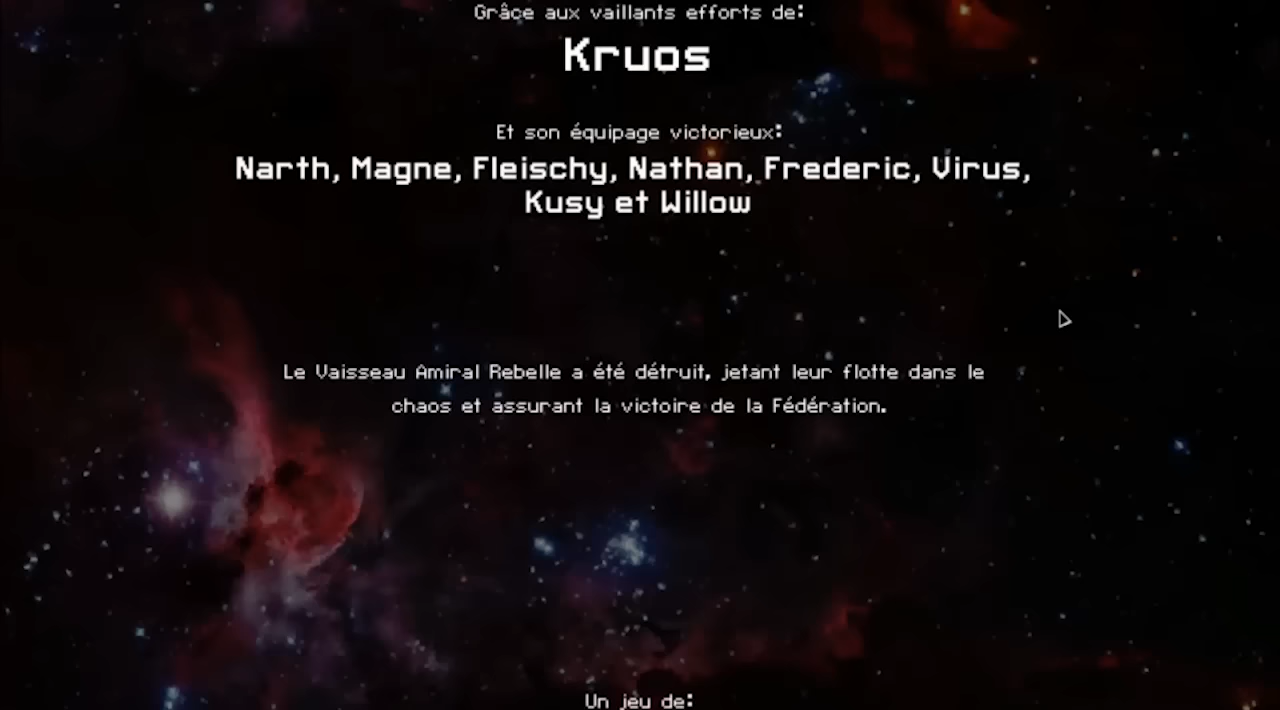 Grâce aux vaillants efforts de:
Kruos
Et son équipage victorieux:
Narth, Magne, Fleischy, Nathan, Frederic, Virus,
Kusy et Willow
Le Vaisseau Amiral Rebelle a été détruit, jetant leur flotte dans le
chaos et assurant la victoire de la Fédération.
Un jeu de: